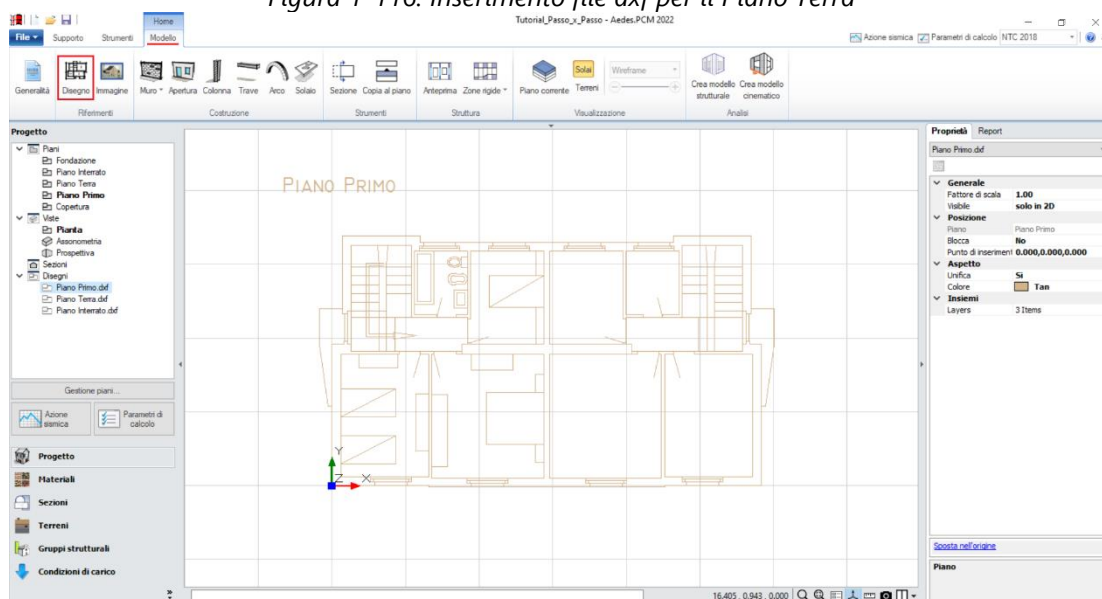 Figura 1-116: Inserimento file dxf per il Piano Terra
Tutorial_Passo_x_Passo - Aedes.PCM 2022
Home
File
Supporto
Strumenti
Modello
Azione sismica
Parametri di calcolo
NTC 2018
Generalità
Disegno
Immagine
Muro
Apertura
Colonna
Trave
Arco
Solaio
Sezione
Copia al piano
Anteprima
Zone rigide
Piano corrente
Solai
Terreni
Wireframe
Crea modello strutturale
Crea modello cinematico
Riferimenti
Costruzione
Strumenti
Struttura
Visualizzazione
Analisi
Progetto
Piani
Fondazione
Piano Interrato
Piano Terra
Piano Primo
Copertura
Viste
Pianta
Assonometria
Prospettiva
Sezioni
Disegni
Piano Primo.dxf
Piano Terra.dxf
Piano Interrato.dxf
Gestione piani...
Azione sismica
Parametri di calcolo
Progetto
Materiali
Sezioni
Terreni
Gruppi strutturali
Condizioni di carico
PIANO PRIMO
Y
Z
X
16.405 , 0.943 , 0.000
Proprietà
Report
Piano Primo.dxf
Generale
Fattore di scala 1.00
Visibile solo in 2D
Posizione
Piano Piano Primo
Blocca No
Punto di inseriment 0.000,0.000,0.000
Aspetto
Unifica Si
Colore Tan
Insiemi
Layers 3 Items
Sposta nell'origine
Piano